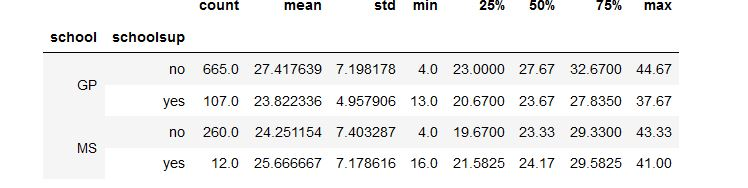 count mean std min 25% 50% 75% max
school schoolsup
GP no 665.0 27.417639 7.198178 4.0 23.0000 27.67 32.6700 44.67
yes 107.0 23.822336 4.957906 13.0 20.6700 23.67 27.8350 37.67
MS no 260.0 24.251154 7.403287 4.0 19.6700 23.33 29.3300 43.33
yes 12.0 25.666667 7.178616 16.0 21.5825 24.17 29.5825 41.00